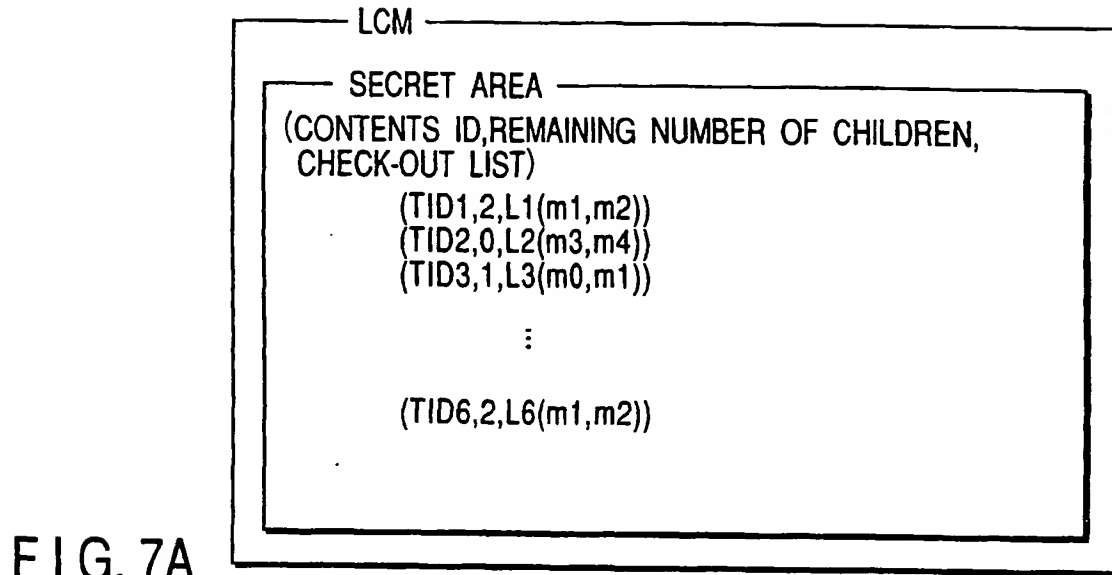 LCM
SECRET AREA
(CONTENTS ID,REMAINING NUMBER OF CHILDREN,
CHECK-OUT LIST)
(TID1,2,L1(m1,m2))
(TID2,0,L2(m3,m4))
(TID3,1,L3(m0,m1))
⋮
(TID6,2,L6(m1,m2))
FIG. 7A